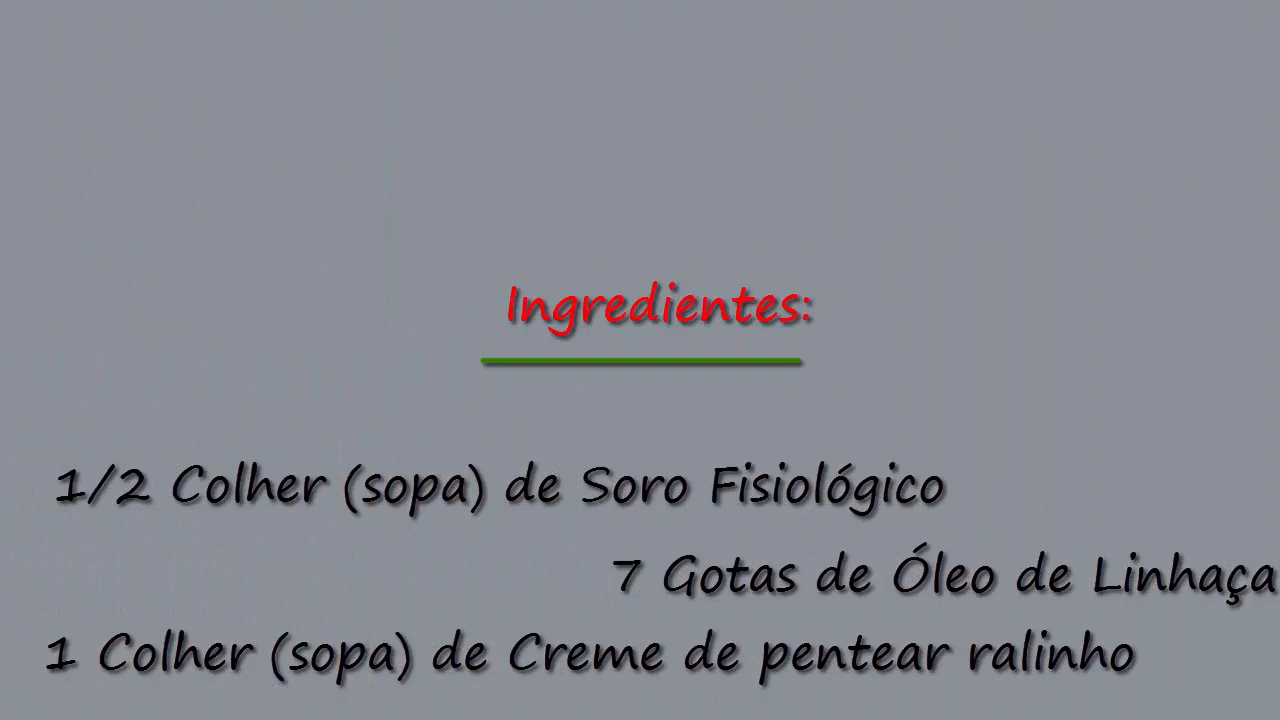 Ingredientes:
1/2 Colher (sopa) de Soro Fisiológico
7 Gotas de Óleo de Linhaça
1 Colher (sopa) de Creme de pentear ralinho